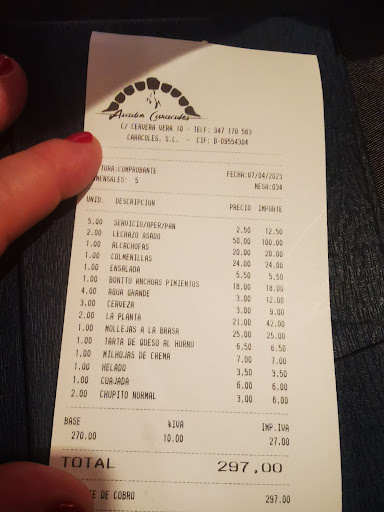 Asador Caracoles
C/ CERVERA VERA 10 - TELF: 947 170 563
CARACOLES, S.L. - CIF: B-09554304
TURA:COMPROBANTE FECHA:07/04/2023
OMENSALES: 5 MESA:034
UNID. DESCRIPCION PRECIO IMPORTE
5.00 SERVICIO/APER/PAN 2.50 12.50
2.00 LECHAZO ASADO 50.00 100.00
1.00 ALCACHOFAS 20.00 20.00
1.00 COLMENILLAS 24.00 24.00
1.00 ENSALADA 5.50 5.50
1.00 BONITO ANCHOAS PIMIENTOS 18.00 18.00
4.00 AGUA GRANDE 3.00 12.00
3.00 CERVEZA 3.00 9.00
2.00 LA PLANTA 21.00 42.00
1.00 MOLLEJAS A LA BRASA 25.00 25.00
1.00 TARTA DE QUESO AL HORNO 6.50 6.50
1.00 MILHOJAS DE CREMA 7.00 7.00
1.00 HELADO 3.50 3.50
1.00 CUAJADA 6.00 6.00
2.00 CHUPITO NORMAL 3.00 6.00
BASE %IVA IMP.IVA
270.00 10.00 27.00
TOTAL 297,00
TE DE COBRO 297.00